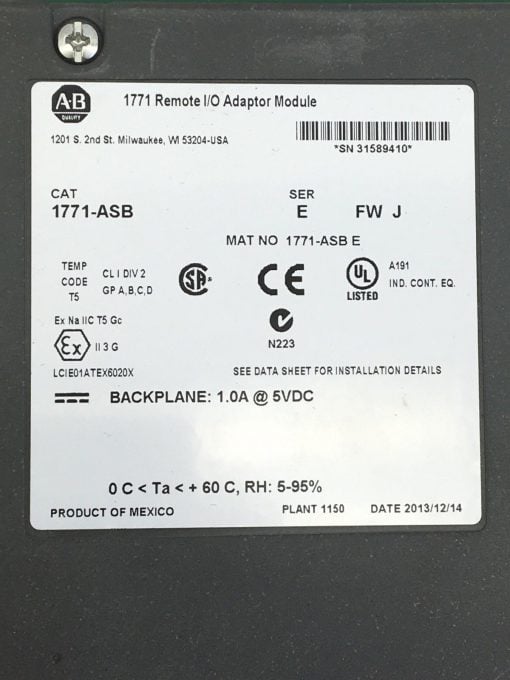 A-B
QUALITY
1771 Remote I/O Adaptor Module
1201 S. 2nd St. Milwaukee, WI 53204-USA
*SN 31589410*
CAT SER
1771-ASB E FW J
MAT NO 1771-ASB E
TEMP
CODE
T5
CL I DIV 2
GP A,B,C,D
SA
CE
UL
LISTED
A191
IND. CONT. EQ.
Ex Na IIC T5 Gc
Ex II 3 G
N223
LCIE01ATEX6020X
SEE DATA SHEET FOR INSTALLATION DETAILS
BACKPLANE: 1.0A @ 5VDC
0 C < Ta < + 60 C, RH: 5-95%
PRODUCT OF MEXICO PLANT 1150 DATE 2013/12/14